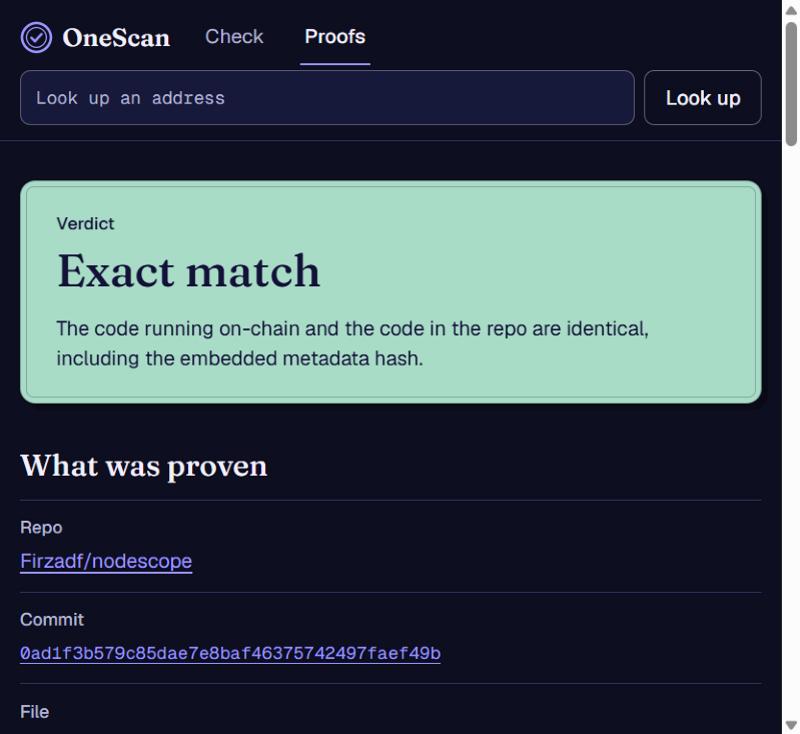 OneScan
Check
Proofs
Look up an address
Look up
Verdict
Exact match
The code running on-chain and the code in the repo are identical,
including the embedded metadata hash.
What was proven
Repo
Firzadf/nodescope
Commit
0ad1f3b579c85dae7e8baf46375742497faef49b
File